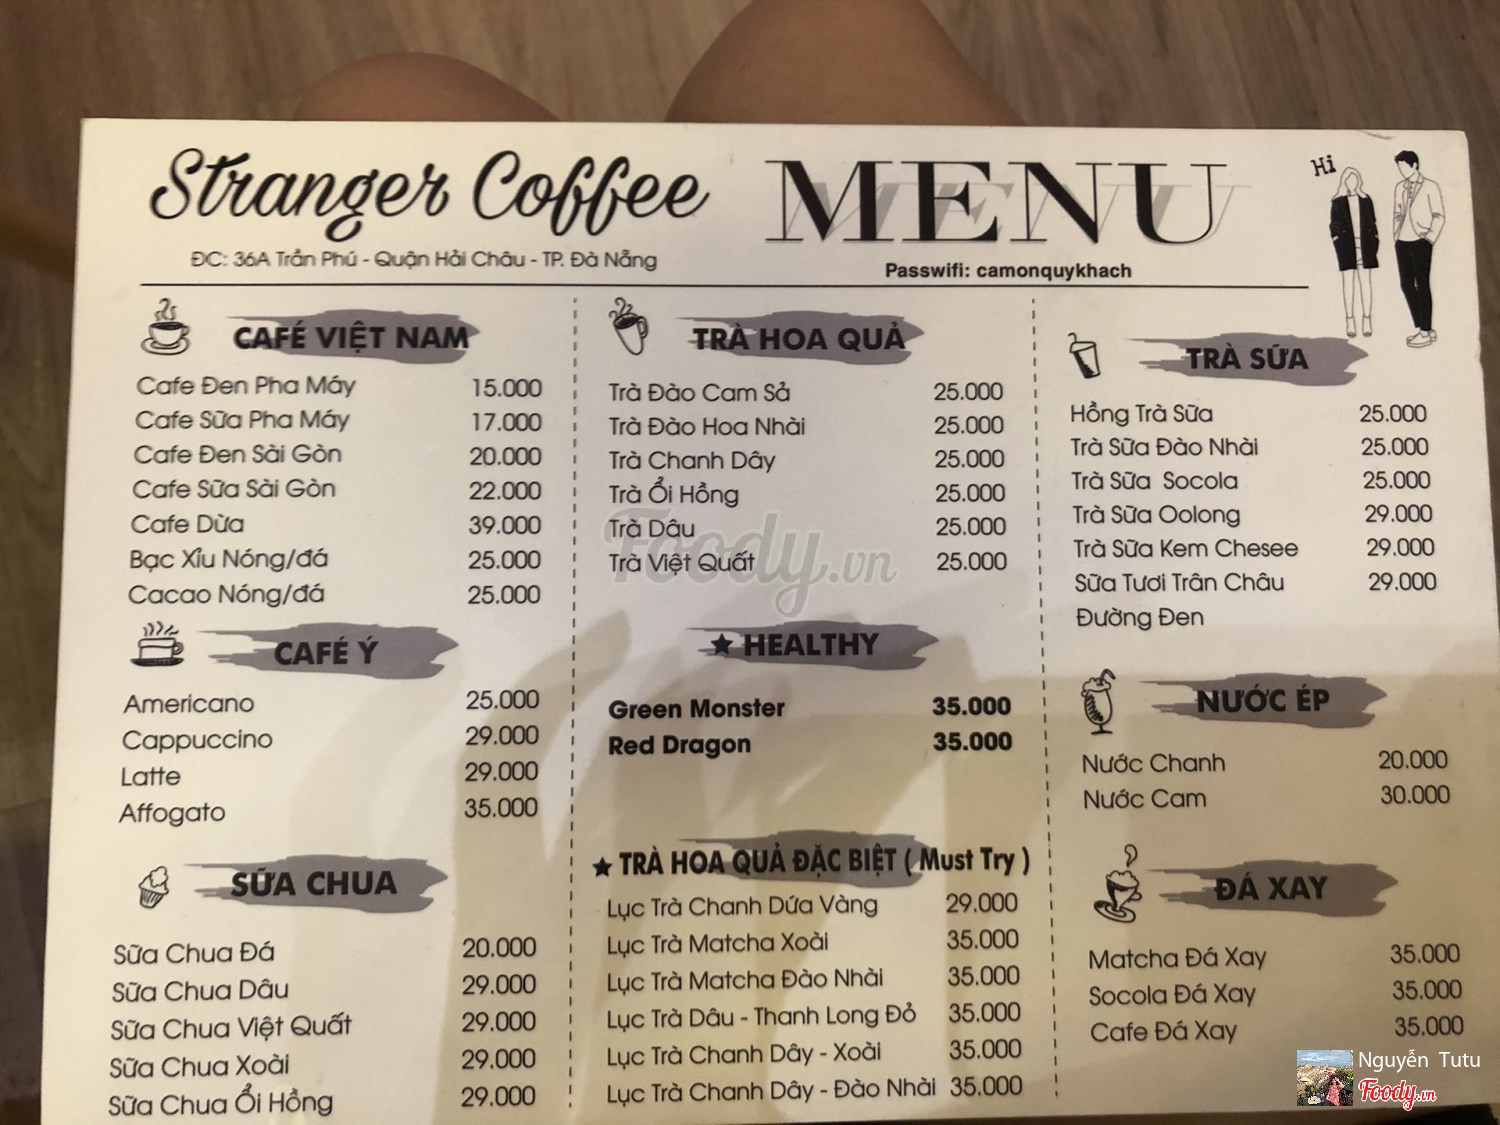 Stranger Coffee
ĐC: 36A Trần Phú - Quận Hải Châu - TP. Đà Nẵng
MENU
Passwifi: camonquykhach
Hi
CAFÉ VIỆT NAM
Cafe Đen Pha Máy 15.000
Cafe Sữa Pha Máy 17.000
Cafe Đen Sài Gòn 20.000
Cafe Sữa Sài Gòn 22.000
Cafe Dừa 39.000
Bạc Xỉu Nóng/đá 25.000
Cacao Nóng/đá 25.000
CAFÉ Ý
Americano 25.000
Cappuccino 29.000
Latte 29.000
Affogato 35.000
SỮA CHUA
Sữa Chua Đá 20.000
Sữa Chua Dâu 29.000
Sữa Chua Việt Quất 29.000
Sữa Chua Xoài 29.000
Sữa Chua Ổi Hồng 29.000
TRÀ HOA QUẢ
Trà Đào Cam Sả 25.000
Trà Đào Hoa Nhài 25.000
Trà Chanh Dây 25.000
Trà Ổi Hồng 25.000
Trà Dâu 25.000
Trà Việt Quất 25.000
★ HEALTHY
Green Monster 35.000
Red Dragon 35.000
★ TRÀ HOA QUẢ ĐẶC BIỆT ( Must Try )
Lục Trà Chanh Dứa Vàng 29.000
Lục Trà Matcha Xoài 35.000
Lục Trà Matcha Đào Nhài 35.000
Lục Trà Dâu - Thanh Long Đỏ 35.000
Lục Trà Chanh Dây - Xoài 35.000
Lục Trà Chanh Dây - Đào Nhài 35.000
TRÀ SỮA
Hồng Trà Sữa 25.000
Trà Sữa Đào Nhài 25.000
Trà Sữa Socola 25.000
Trà Sữa Oolong 29.000
Trà Sữa Kem Chesee 29.000
Sữa Tươi Trân Châu 29.000
Đường Đen
NƯỚC ÉP
Nước Chanh 20.000
Nước Cam 30.000
ĐÁ XAY
Matcha Đá Xay 35.000
Socola Đá Xay 35.000
Cafe Đá Xay 35.000
Foody.vn
Nguyễn Tutu
Foody.vn